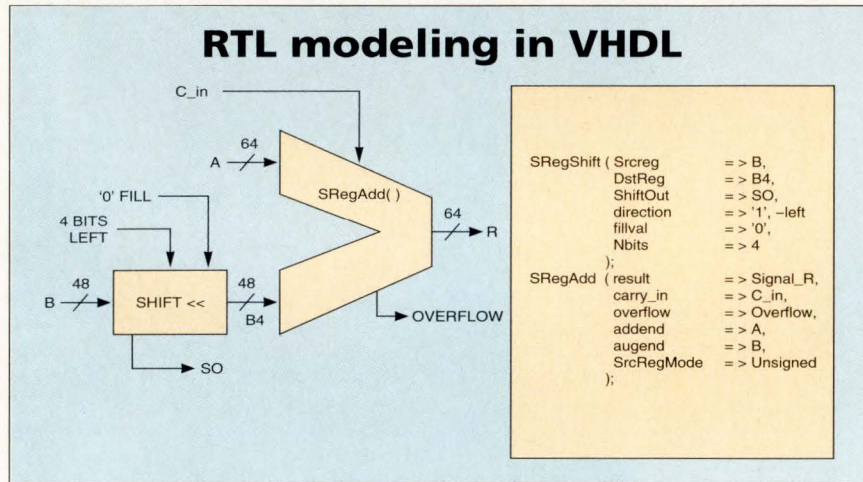 RTL modeling in VHDL
C_in
64
A
SRegAdd( )
'0' FILL
64
R
4 BITS
LEFT
48
B
SHIFT <<
48
B4
OVERFLOW
SO
SRegShift ( Srcreg = > B,
DstReg = > B4,
ShiftOut = > SO,
direction = > '1', –left
fillval = > '0',
Nbits = > 4
);
SRegAdd ( result = > Signal_R,
carry_in = > C_in,
overflow = > Overflow,
addend = > A,
augend = > B,
SrcRegMode = > Unsigned
);